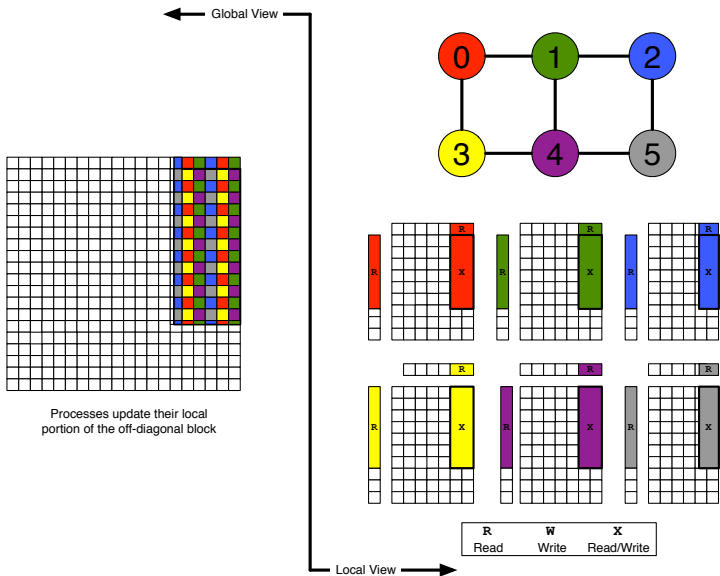 Global View
0 1 2
3 4 5
R R R
R X R X R X
R R R
R X R X R X
Processes update their local
portion of the off-diagonal block
R W X
Read Write Read/Write
Local View